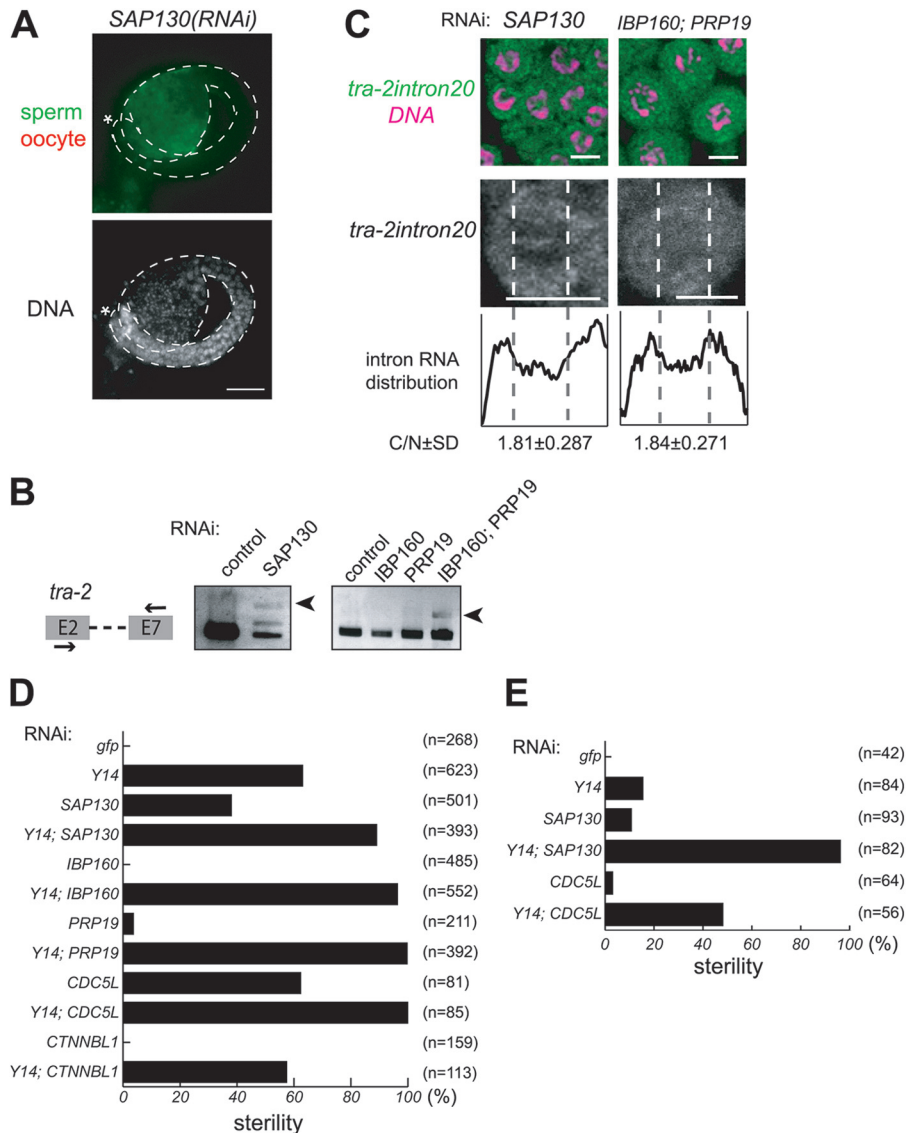 A
SAP130(RNAi)
sperm
oocyte
*
DNA
*
C
RNAi: SAP130 IBP160; PRP19
tra-2intron20
DNA
tra-2intron20
intron RNA
distribution
C/N±SD 1.81±0.287 1.84±0.271
B
RNAi:
control
SAP130
control
IBP160
PRP19
IBP160; PRP19
tra-2
E2
E7
D
RNAi:
gfp (n=268)
Y14 (n=623)
SAP130 (n=501)
Y14; SAP130 (n=393)
IBP160 (n=485)
Y14; IBP160 (n=552)
PRP19 (n=211)
Y14; PRP19 (n=392)
CDC5L (n=81)
Y14; CDC5L (n=85)
CTNNBL1 (n=159)
Y14; CTNNBL1 (n=113)
0 20 40 60 80 100 (%)
sterility
E
RNAi:
gfp (n=42)
Y14 (n=84)
SAP130 (n=93)
Y14; SAP130 (n=82)
CDC5L (n=64)
Y14; CDC5L (n=56)
0 20 40 60 80 100 (%)
sterility